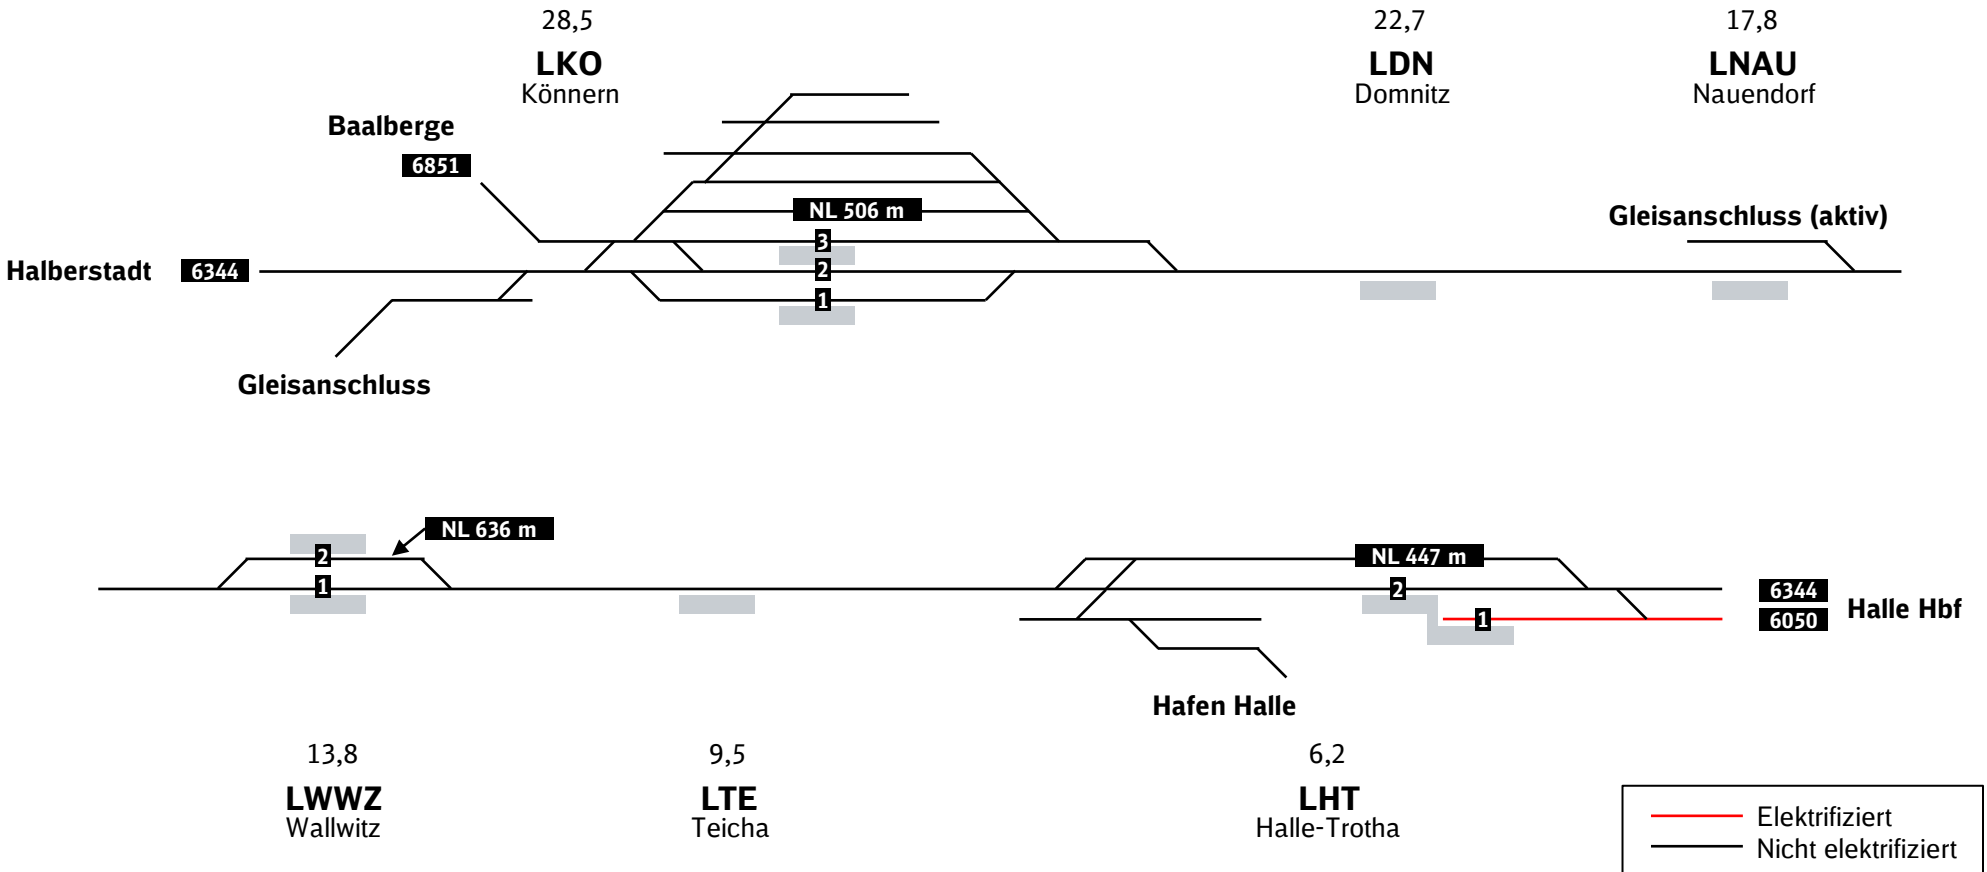 28,5
LKO
Könnern
22,7
LDN
Domnitz
17,8
LNAU
Nauendorf
Baalberge
6851
NL 506 m
Gleisanschluss (aktiv)
3
Halberstadt 6344
2
1
Gleisanschluss
NL 636 m
2
1
NL 447 m
2
1
6344
6050
Halle Hbf
Hafen Halle
13,8
LWWZ
Wallwitz
9,5
LTE
Teicha
6,2
LHT
Halle-Trotha
Elektrifiziert
Nicht elektrifiziert